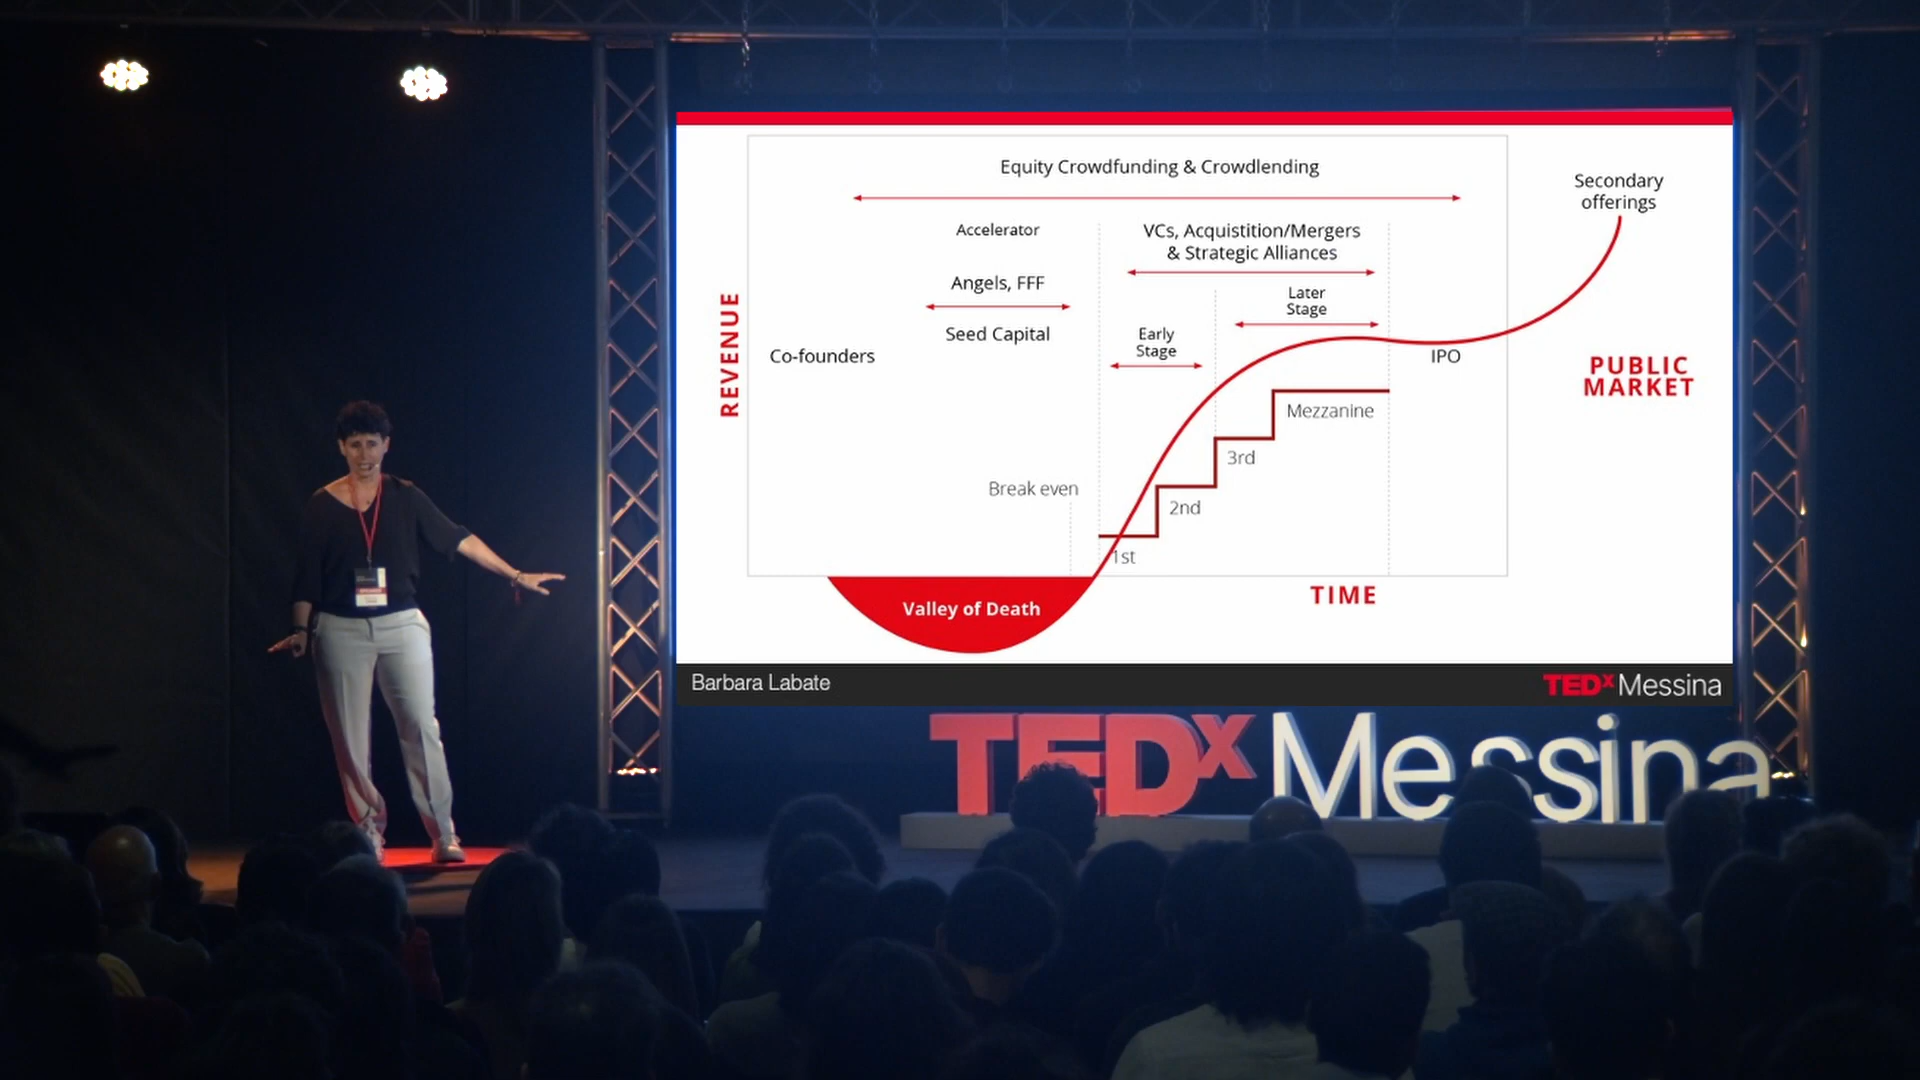 Equity Crowdfunding & Crowdlending
Secondary
offerings
Accelerator
VCs, Acquistition/Mergers
& Strategic Alliances
Angels, FFF
Later
Stage
Seed Capital
Early
Stage
REVENUE
Co-founders
IPO
PUBLIC
MARKET
Mezzanine
3rd
Break even
2nd
1st
TIME
Valley of Death
Barbara Labate
TEDx Messina
TEDx Messina